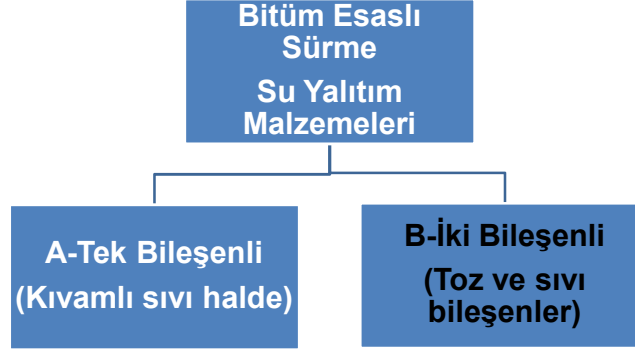 Bitüm Esaslı
Sürme
Su Yalıtım
Malzemeleri
A-Tek Bileşenli
(Kıvamlı sıvı halde)
B-İki Bileşenli
(Toz ve sıvı
bileşenler)